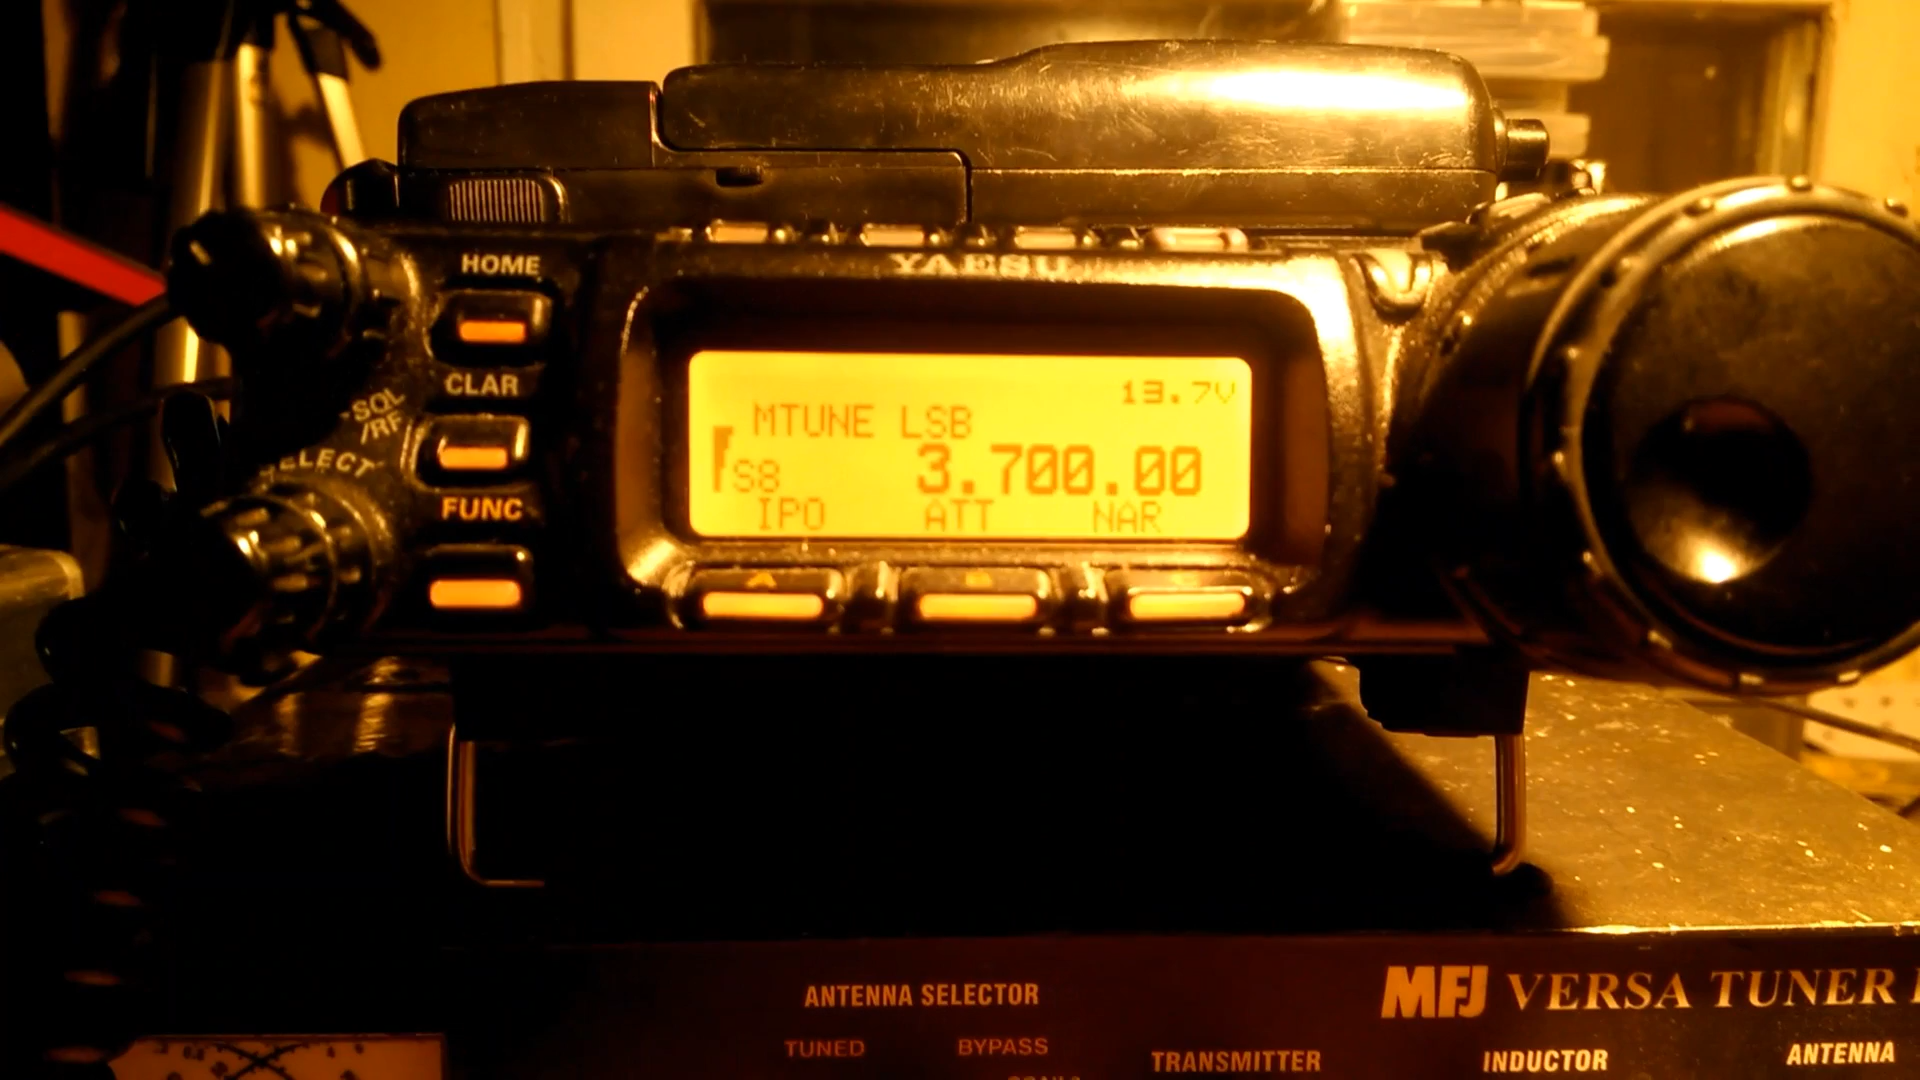 HOME
YAESU
CLAR
13.7V
SQL
/RF
MTUNE LSB
SELECT
S8 3.700.00
FUNC
IPO ATT NAR
A B C
MFJ VERSA TUNER
ANTENNA SELECTOR
TUNED BYPASS
TRANSMITTER INDUCTOR ANTENNA